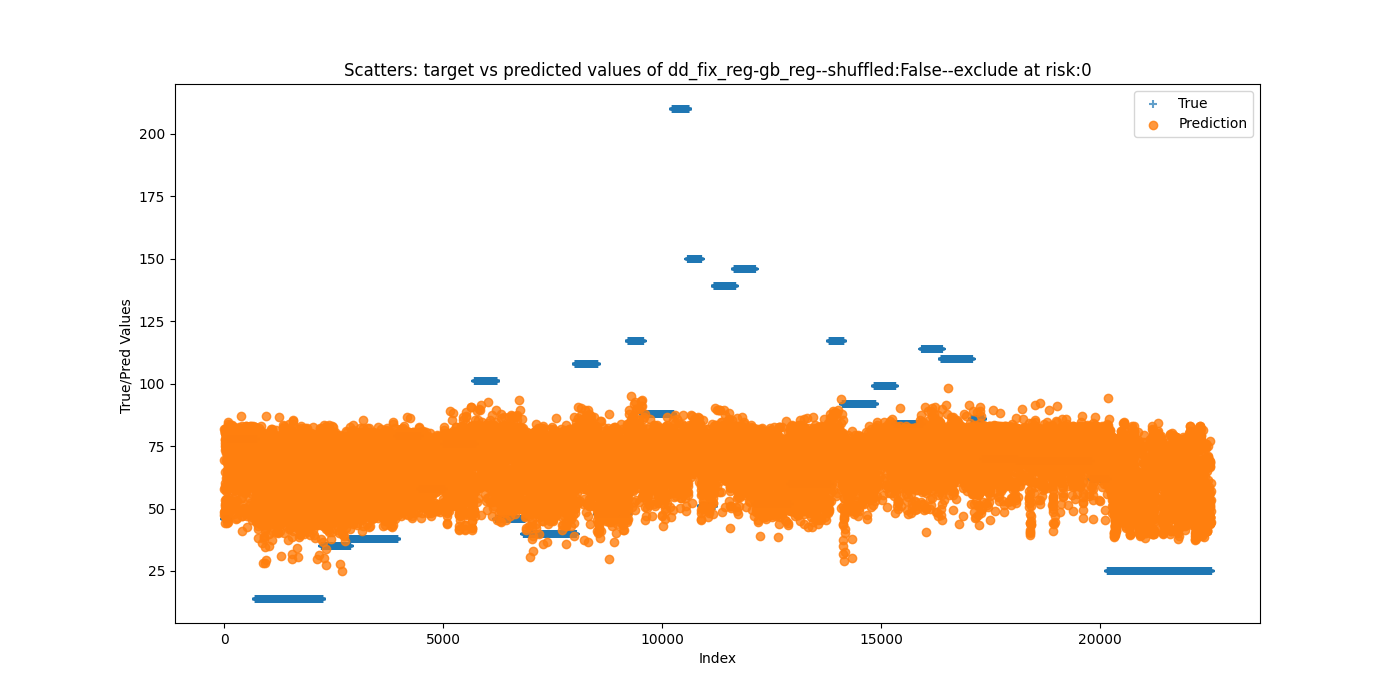 Scatters: target vs predicted values of dd_fix_reg-gb_reg--shuffled:False--exclude at risk:0
True
Prediction
200
175
150
125
100
75
50
25
True/Pred Values
0
5000
10000
15000
20000
Index